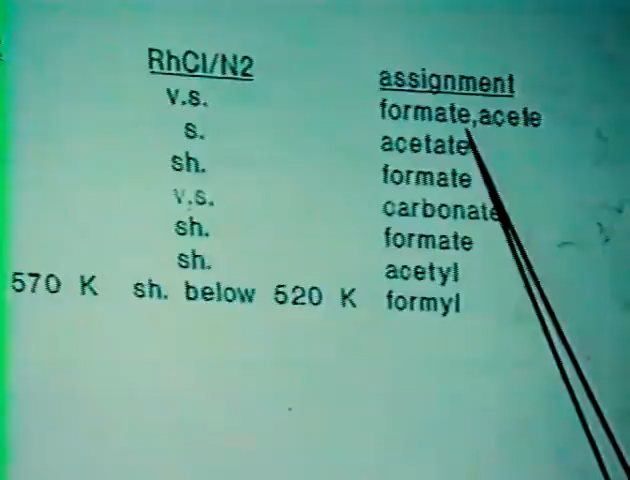 RhCl/N2 assignment
v.s. formate,acete
s. acetate
sh. formate
v.s. carbonate
sh. formate
sh. acetyl
570 K sh. below 520 K formyl